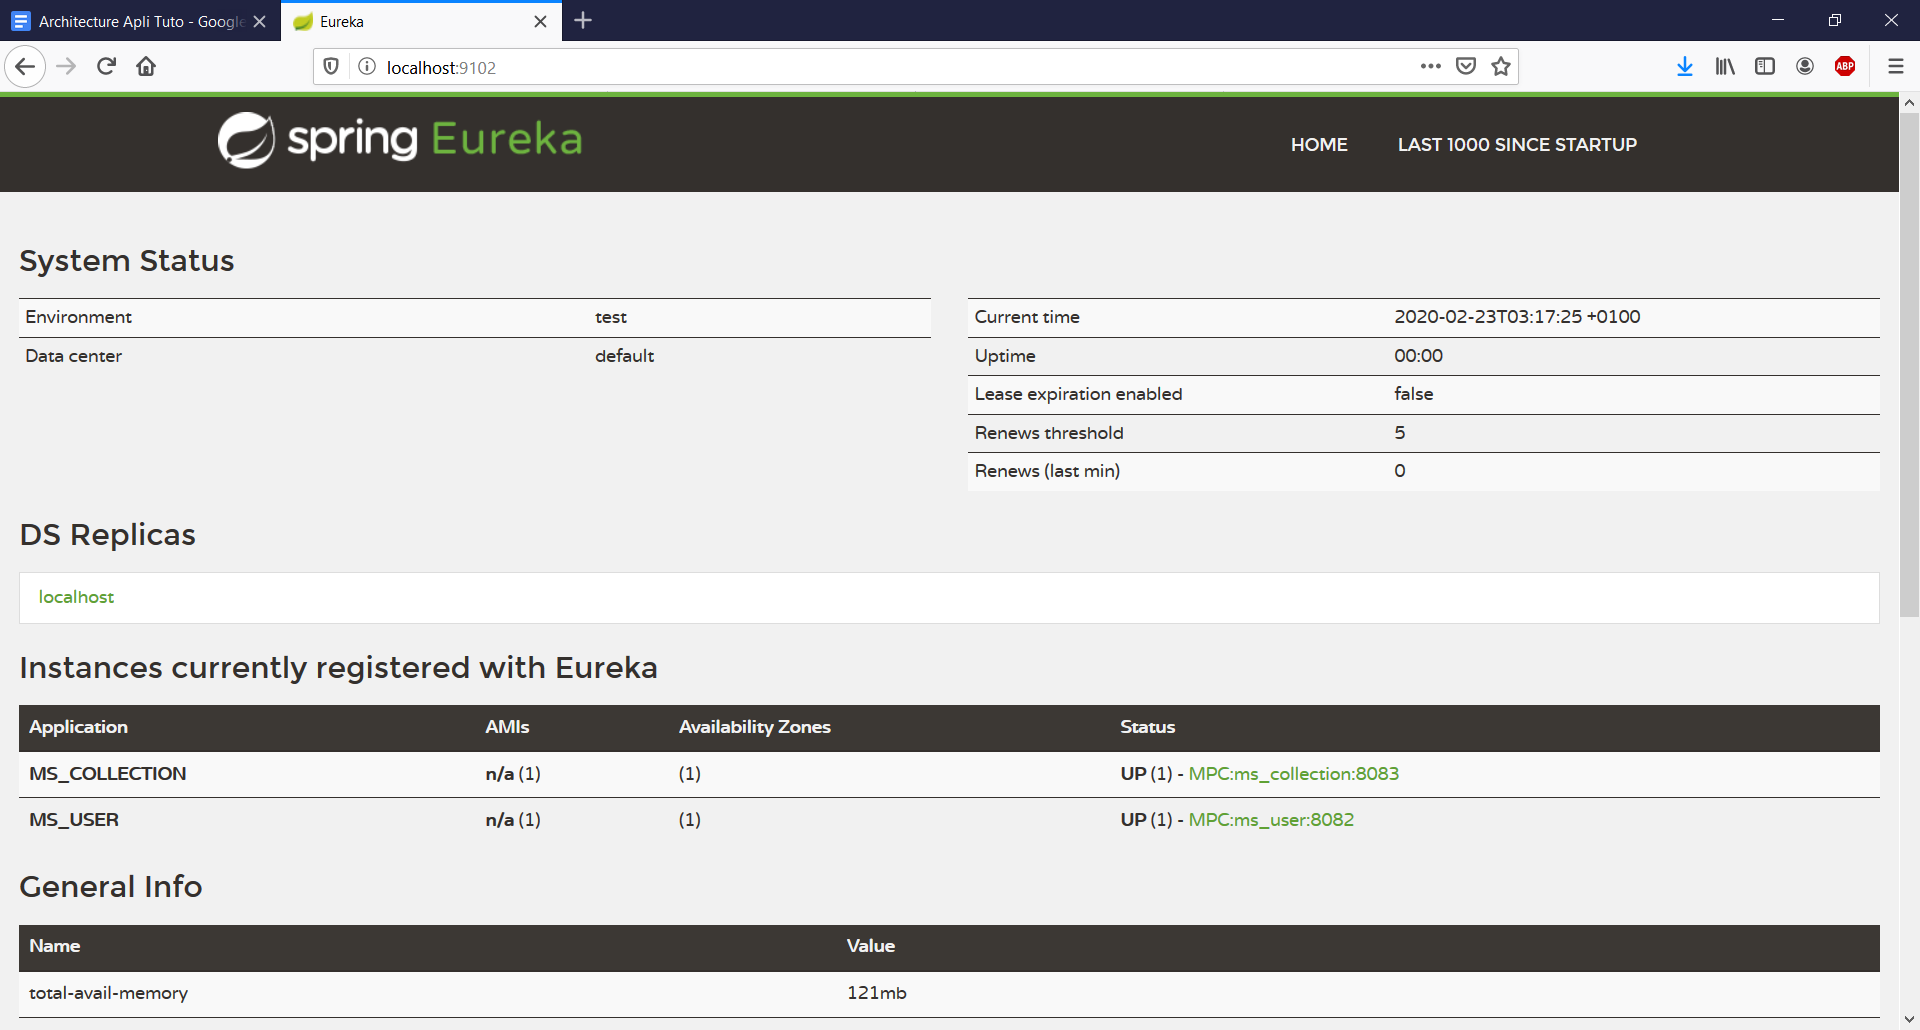 Architecture Apli Tuto - Google
Eureka
localhost:9102
ABP
spring Eureka
HOME
LAST 1000 SINCE STARTUP
System Status
Environment test
Data center default
Current time 2020-02-23T03:17:25 +0100
Uptime 00:00
Lease expiration enabled false
Renews threshold 5
Renews (last min) 0
DS Replicas
localhost
Instances currently registered with Eureka
Application AMIs Availability Zones Status
MS_COLLECTION n/a (1) (1) UP (1) - MPC:ms_collection:8083
MS_USER n/a (1) (1) UP (1) - MPC:ms_user:8082
General Info
Name Value
total-avail-memory 121mb